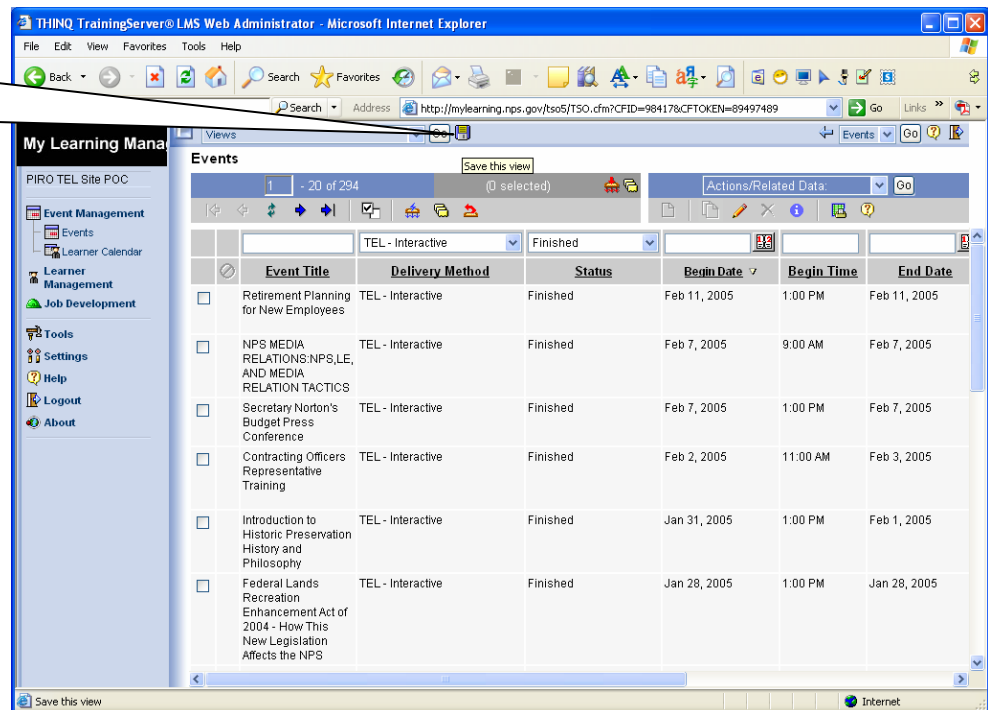 THINQ TrainingServer® LMS Web Administrator - Microsoft Internet Explorer
File Edit View Favorites Tools Help
Back Search Favorites
Search Address http://mylearning.nps.gov/tso5/TSO.cfm?CFID=98417&CFTOKEN=89497489 Go Links »
My Learning Mana
Views Go Events Go
Save this view
PIRO TEL Site POC
Event Management
Events
Learner Calendar
Learner
Management
Job Development
Tools
Settings
Help
Logout
About
Events
1 - 20 of 294 (0 selected) Actions/Related Data: Go
TEL - Interactive Finished
Event Title Delivery Method Status Begin Date Begin Time End Date
Retirement Planning TEL - Interactive Finished Feb 11, 2005 1:00 PM Feb 11, 2005
for New Employees
NPS MEDIA TEL - Interactive Finished Feb 7, 2005 9:00 AM Feb 7, 2005
RELATIONS:NPS,LE,
AND MEDIA
RELATION TACTICS
Secretary Norton's TEL - Interactive Finished Feb 7, 2005 1:00 PM Feb 7, 2005
Budget Press
Conference
Contracting Officers TEL - Interactive Finished Feb 2, 2005 11:00 AM Feb 3, 2005
Representative
Training
Introduction to TEL - Interactive Finished Jan 31, 2005 1:00 PM Feb 1, 2005
Historic Preservation
History and
Philosophy
Federal Lands TEL - Interactive Finished Jan 28, 2005 1:00 PM Jan 28, 2005
Recreation
Enhancement Act of
2004 - How This
New Legislation
Affects the NPS
Save this view Internet